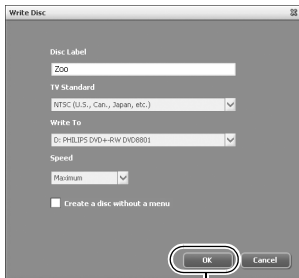 Write Disc
Disc Label
Zoo
TV Standard
NTSC (U.S., Can., Japan, etc.)
Write To
D: PHILIPS DVD+-RW DVD8801
Speed
Maximum
Create a disc without a menu
OK Cancel